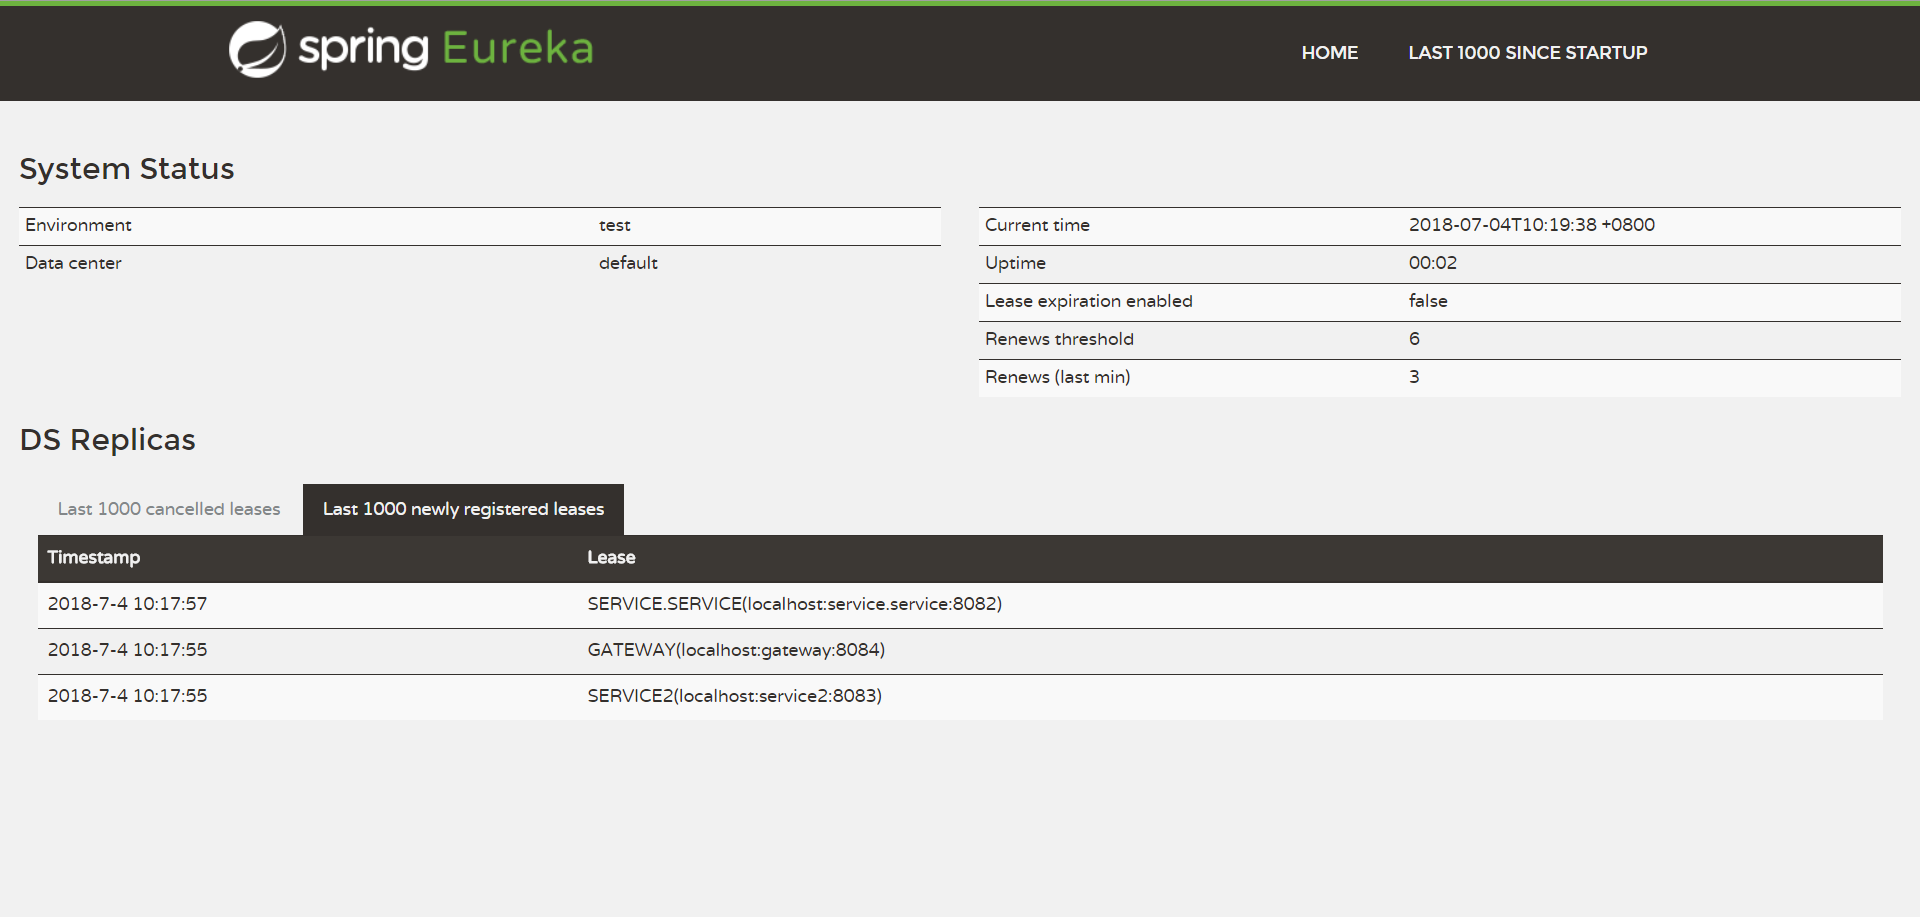 spring Eureka
HOME LAST 1000 SINCE STARTUP
System Status
Environment test
Data center default
Current time 2018-07-04T10:19:38 +0800
Uptime 00:02
Lease expiration enabled false
Renews threshold 6
Renews (last min) 3
DS Replicas
Last 1000 cancelled leases Last 1000 newly registered leases
Timestamp Lease
2018-7-4 10:17:57 SERVICE.SERVICE(localhost:service.service:8082)
2018-7-4 10:17:55 GATEWAY(localhost:gateway:8084)
2018-7-4 10:17:55 SERVICE2(localhost:service2:8083)